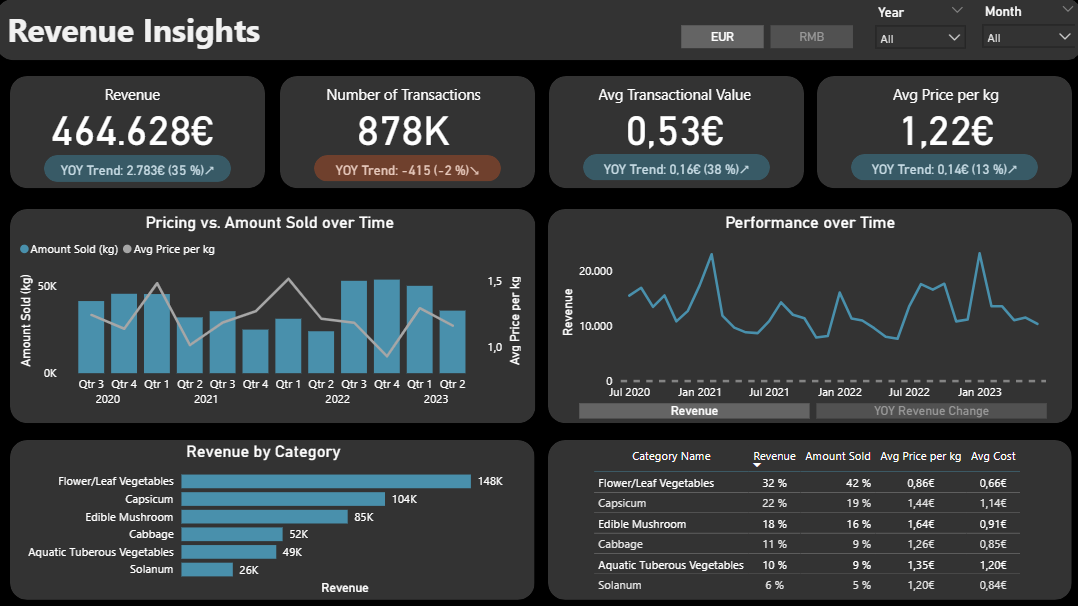 Revenue Insights
EUR RMB
Year Month
All All
Revenue
464.628€
YOY Trend: 2.783€ (35 %)↗
Number of Transactions
878K
YOY Trend: -415 (-2 %)↘
Avg Transactional Value
0,53€
YOY Trend: 0,16€ (38 %)↗
Avg Price per kg
1,22€
YOY Trend: 0,14€ (13 %)↗
Pricing vs. Amount Sold over Time
Amount Sold (kg) Avg Price per kg
Amount Sold (kg)
50K
0K
1,5
1,0
Avg Price per kg
Qtr 3 Qtr 4 Qtr 1 Qtr 2 Qtr 3 Qtr 4 Qtr 1 Qtr 2 Qtr 3 Qtr 4 Qtr 1 Qtr 2
2020 2021 2022 2023
Performance over Time
Revenue
20.000
10.000
0
Jul 2020 Jan 2021 Jul 2021 Jan 2022 Jul 2022 Jan 2023
Revenue YOY Revenue Change
Revenue by Category
Flower/Leaf Vegetables 148K
Capsicum 104K
Edible Mushroom 85K
Cabbage 52K
Aquatic Tuberous Vegetables 49K
Solanum 26K
Revenue
Category Name Revenue Amount Sold Avg Price per kg Avg Cost
Flower/Leaf Vegetables 32 % 42 % 0,86€ 0,66€
Capsicum 22 % 19 % 1,44€ 1,14€
Edible Mushroom 18 % 16 % 1,64€ 0,91€
Cabbage 11 % 9 % 1,26€ 0,85€
Aquatic Tuberous Vegetables 10 % 9 % 1,35€ 1,20€
Solanum 6 % 5 % 1,20€ 0,84€